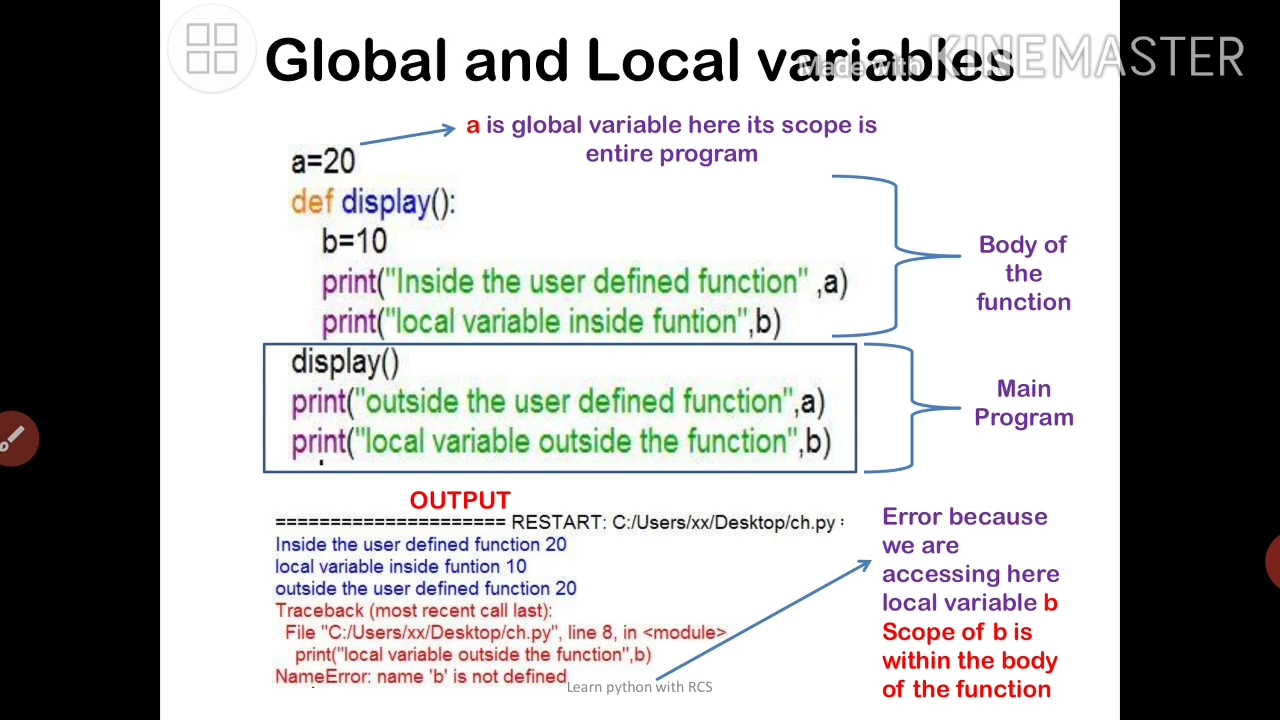 Global and Local variables
Made with KINEMASTER
a is global variable here its scope is
entire program
a=20
def display():
b=10
print("Inside the user defined function" ,a)
print("local variable inside funtion",b)
Body of
the
function
display()
print("outside the user defined function",a)
print("local variable outside the function",b)
Main
Program
OUTPUT
===================== RESTART: C:/Users/xx/Desktop/ch.py
Inside the user defined function 20
local variable inside funtion 10
outside the user defined function 20
Traceback (most recent call last):
File "C:/Users/xx/Desktop/ch.py", line 8, in <module>
print("local variable outside the function",b)
NameError: name 'b' is not defined
Error because
we are
accessing here
local variable b
Scope of b is
within the body
of the function
Learn python with RCS